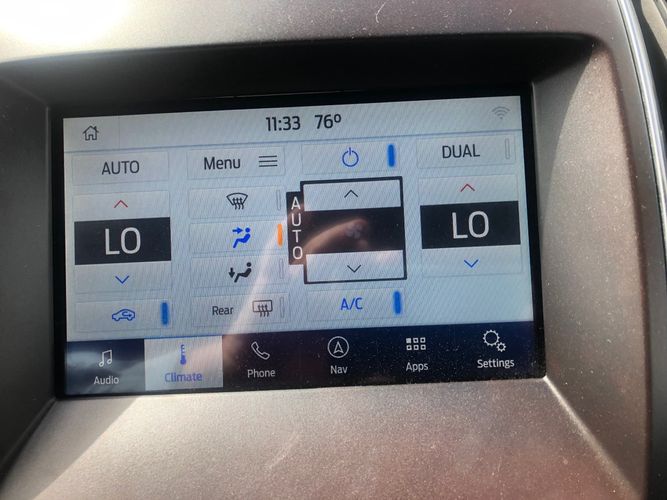 11:33 76°
AUTO
Menu
DUAL
LO
AUTO
LO
Rear
A/C
Audio
Climate
Phone
Nav
Apps
Settings